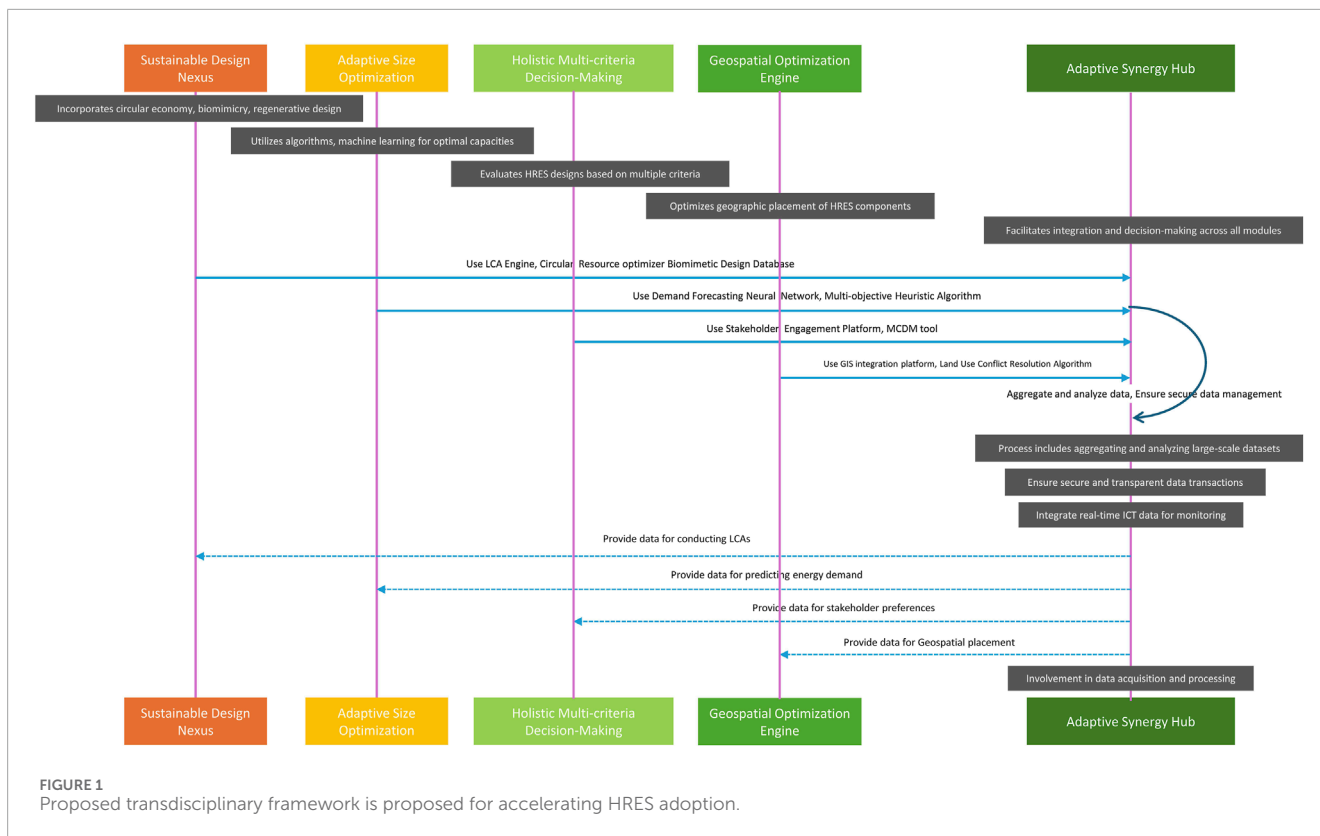 Sustainable Design
Nexus
Adaptive Size
Optimization
Holistic Multi-criteria
Decision-Making
Geospatial Optimization
Engine
Adaptive Synergy Hub
Incorporates circular economy, biomimicry, regenerative design
Utilizes algorithms, machine learning for optimal capacities
Evaluates HRES designs based on multiple criteria
Optimizes geographic placement of HRES components
Facilitates integration and decision-making across all modules
Use LCA Engine, Circular Resource optimizer Biomimetic Design Database
Use Demand Forecasting Neural Network, Multi-objective Heuristic Algorithm
Use Stakeholder Engagement Platform, MCDM tool
Use GIS integration platform, Land Use Conflict Resolution Algorithm
Aggregate and analyze data, Ensure secure data management
Process includes aggregating and analyzing large-scale datasets
Ensure secure and transparent data transactions
Integrate real-time ICT data for monitoring
Provide data for conducting LCAs
Provide data for predicting energy demand
Provide data for stakeholder preferences
Provide data for Geospatial placement
Involvement in data acquisition and processing
Sustainable Design
Nexus
Adaptive Size
Optimization
Holistic Multi-criteria
Decision-Making
Geospatial Optimization
Engine
Adaptive Synergy Hub
FIGURE 1
Proposed transdisciplinary framework is proposed for accelerating HRES adoption.